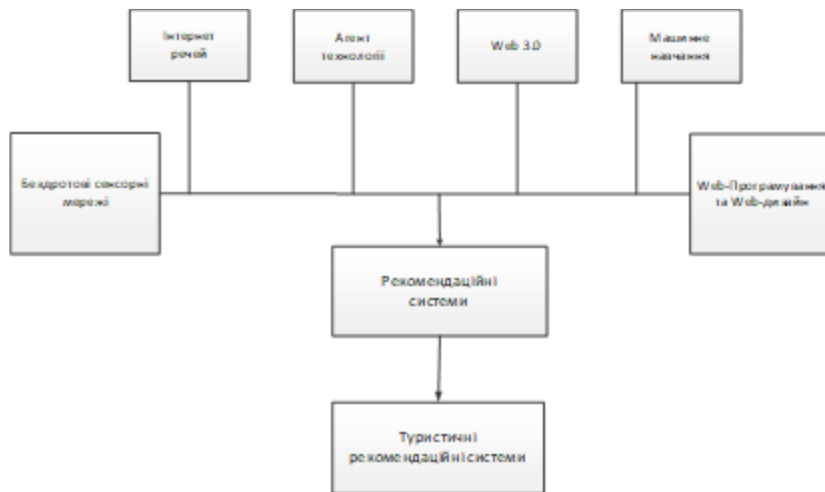 Інтернет
речей
Агент
технології
Web 3.0
Машинне
навчання
Бездротові сенсорні
мережі
Web-Програмування
та Web-дизайн
Рекомендаційні
системи
Туристичні
рекомендаційні системи